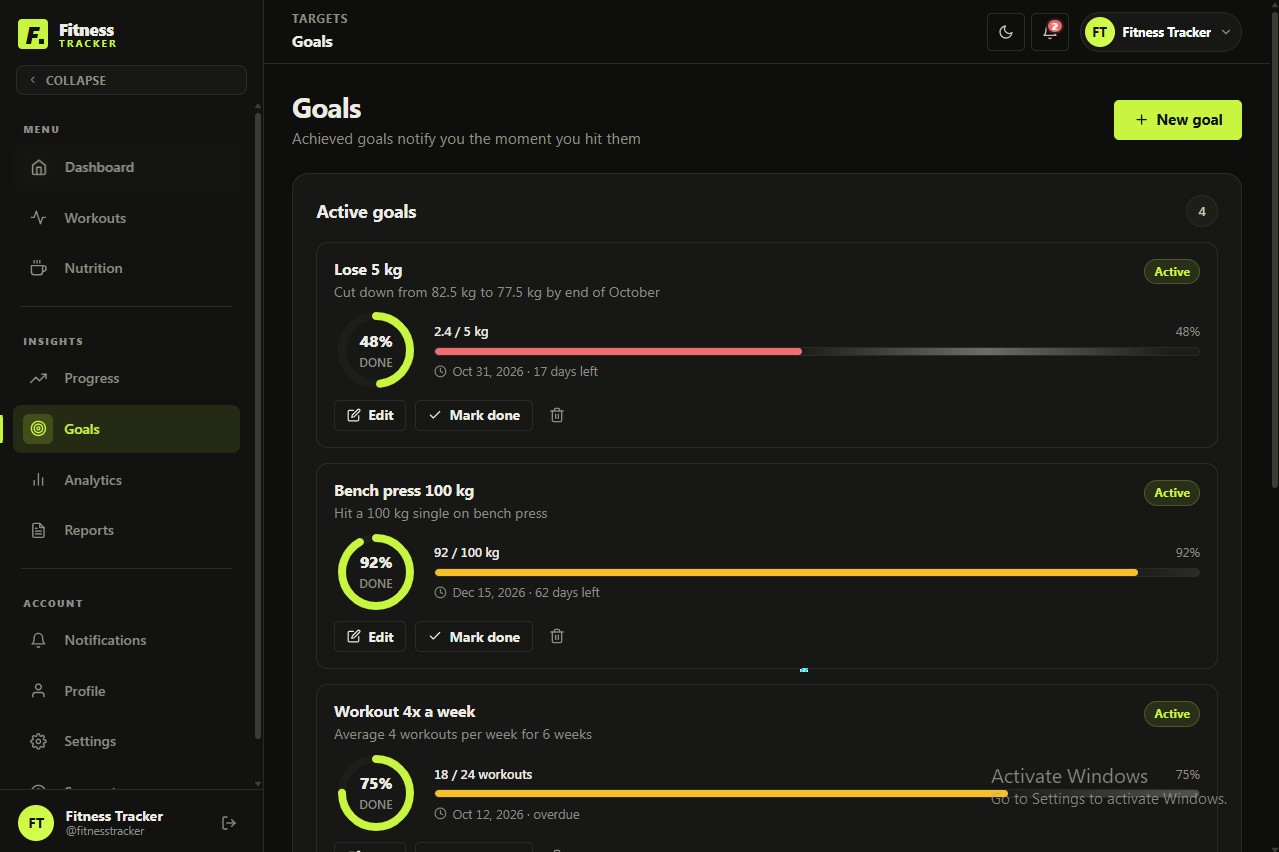 F.
Fitness
TRACKER
COLLAPSE
MENU
Dashboard
Workouts
Nutrition
INSIGHTS
Progress
Goals
Analytics
Reports
ACCOUNT
Notifications
Profile
Settings
FT
Fitness Tracker
@fitnesstracker
TARGETS
Goals
2
FT
Fitness Tracker
Goals
Achieved goals notify you the moment you hit them
+ New goal
Active goals
4
Lose 5 kg
Active
Cut down from 82.5 kg to 77.5 kg by end of October
48%
DONE
2.4 / 5 kg
48%
Oct 31, 2026 · 17 days left
Edit
Mark done
Bench press 100 kg
Active
Hit a 100 kg single on bench press
92%
DONE
92 / 100 kg
92%
Dec 15, 2026 · 62 days left
Edit
Mark done
Workout 4x a week
Active
Average 4 workouts per week for 6 weeks
75%
DONE
18 / 24 workouts
75%
Oct 12, 2026 · overdue
Activate Windows
Go to Settings to activate Windows.